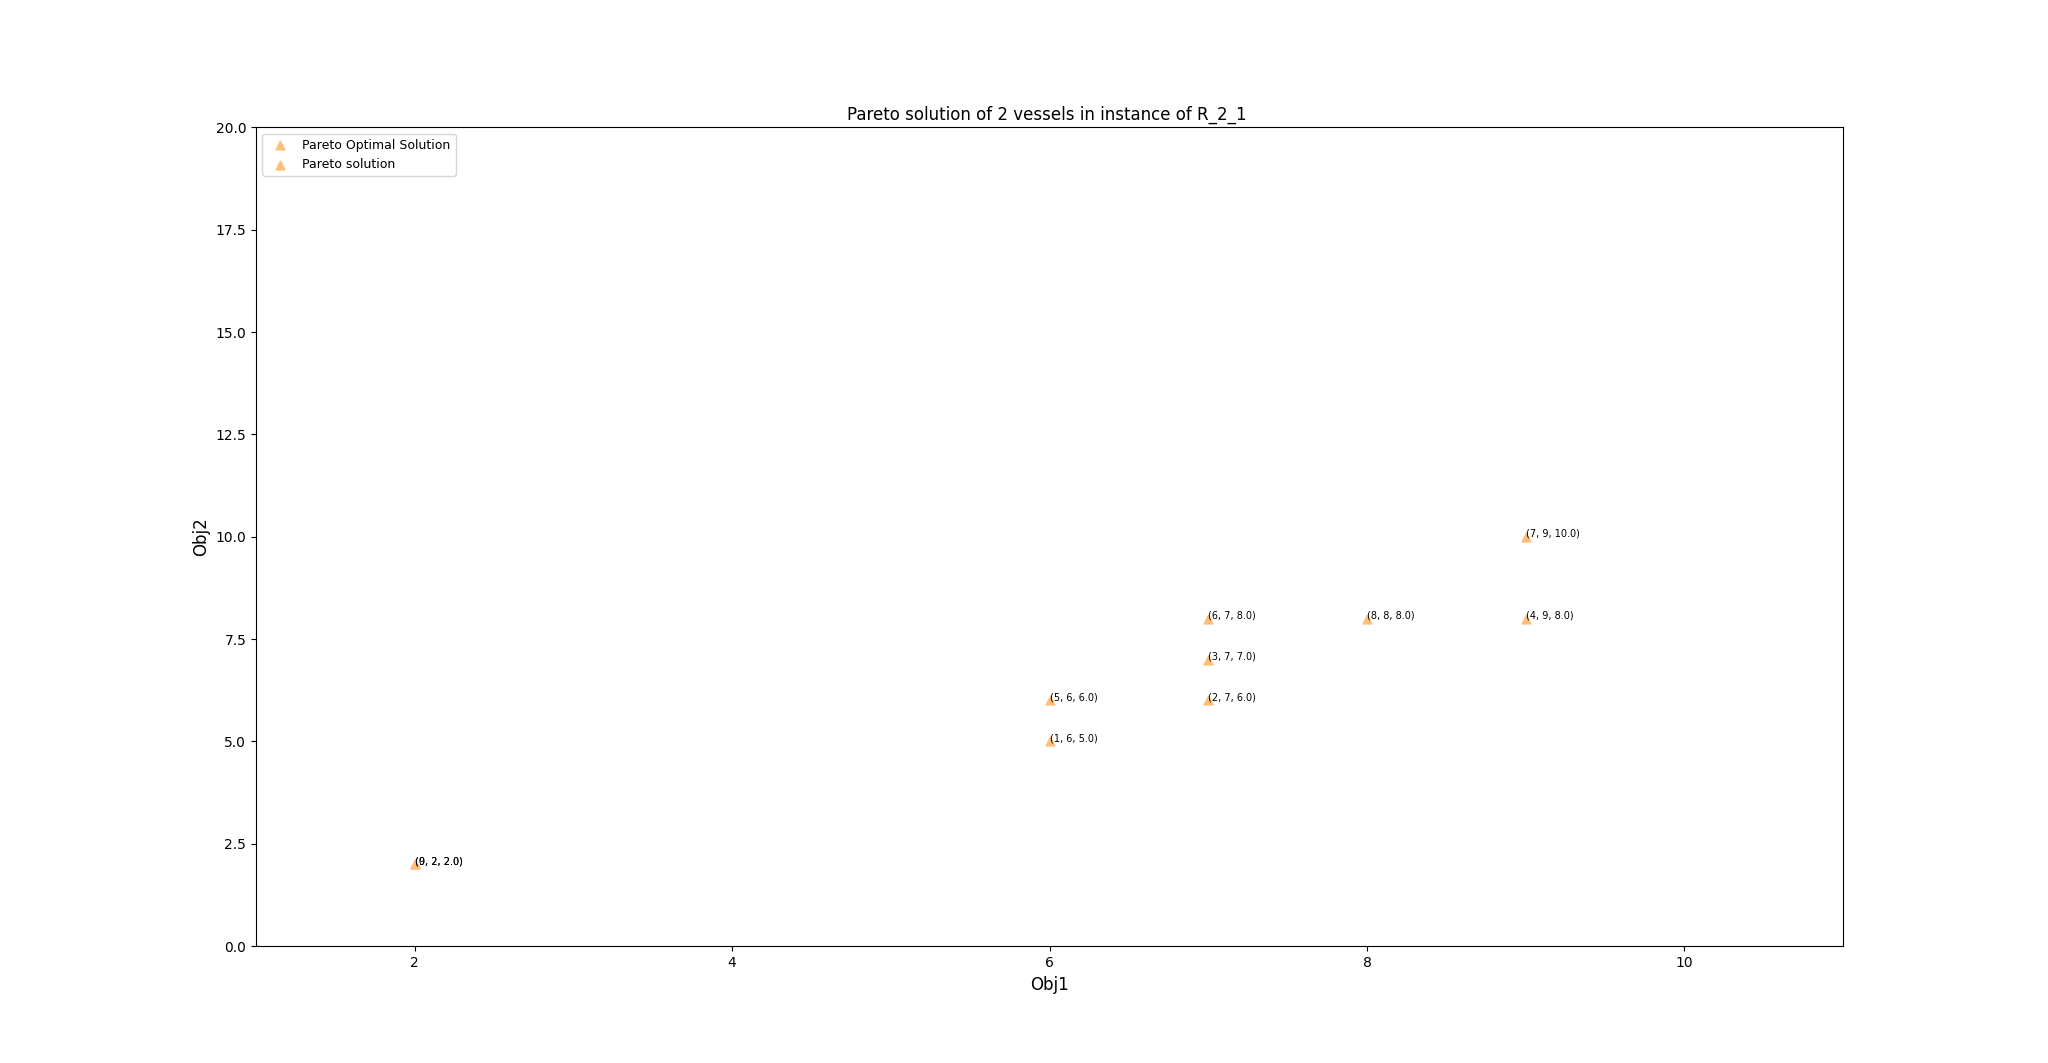 Pareto solution of 2 vessels in instance of R_2_1
20.0
Pareto Optimal Solution
Pareto solution
17.5
15.0
12.5
Obj2
10.0
(7, 9, 10.0)
(6, 7, 8.0)
(8, 8, 8.0)
(4, 9, 8.0)
7.5
(3, 7, 7.0)
(5, 6, 6.0)
(2, 7, 6.0)
5.0
(1, 6, 5.0)
2.5
2, 2.0)
0.0
2
4
6
8
10
Obj1